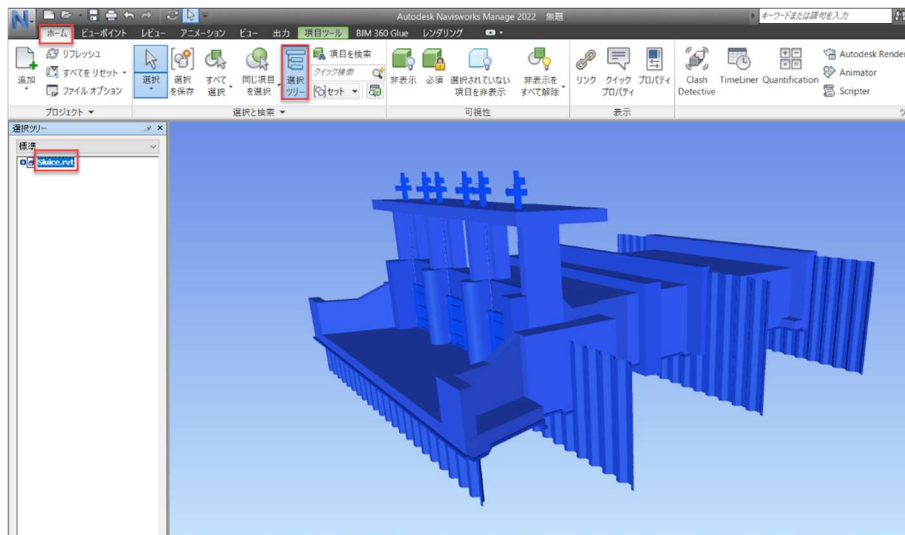 Autodesk Navisworks Manage 2022 無題
キーワードまたは語句を入力
ホーム ビューポイント レビュー アニメーション ビュー 出力 項目ツール BIM 360 Glue レンダリング
追加
リフレッシュ
すべてをリセット
ファイル オプション
プロジェクト
選択
選択
を保存
すべて
選択
同じ項目
を選択
選択
ツリー
項目を検索
クイック検索
セット
選択と検索
非表示
必須
選択されていない
項目を非表示
非表示を
すべて解除
可視性
リンク
クイック
プロパティ
プロパティ
表示
Clash
Detective
TimeLiner
Quantification
Autodesk Render
Animator
Scripter
選択ツリー
標準
Sluice.rvt